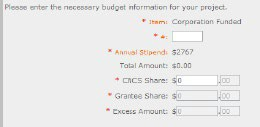 Please enter the necessary budget information for your project.
* Item: Corporation Funded
* #:
* Annual Stipend: $2767
Total Amount: $0.00
* CNCS Share: $0 .00
* Grantee Share: $0 .00
* Excess Amount: $0 .00